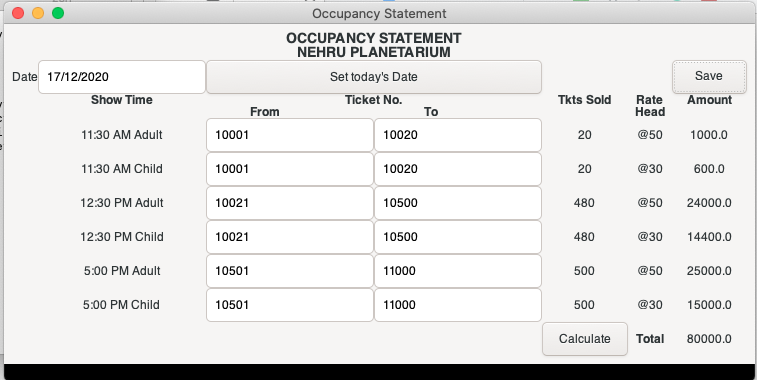 Occupancy Statement
OCCUPANCY STATEMENT
NEHRU PLANETARIUM
Date 17/12/2020 Set today's Date Save
Show Time Ticket No. Tkts Sold Rate Amount
From To Head
11:30 AM Adult 10001 10020 20 @50 1000.0
11:30 AM Child 10001 10020 20 @30 600.0
12:30 PM Adult 10021 10500 480 @50 24000.0
12:30 PM Child 10021 10500 480 @30 14400.0
5:00 PM Adult 10501 11000 500 @50 25000.0
5:00 PM Child 10501 11000 500 @30 15000.0
Calculate Total 80000.0